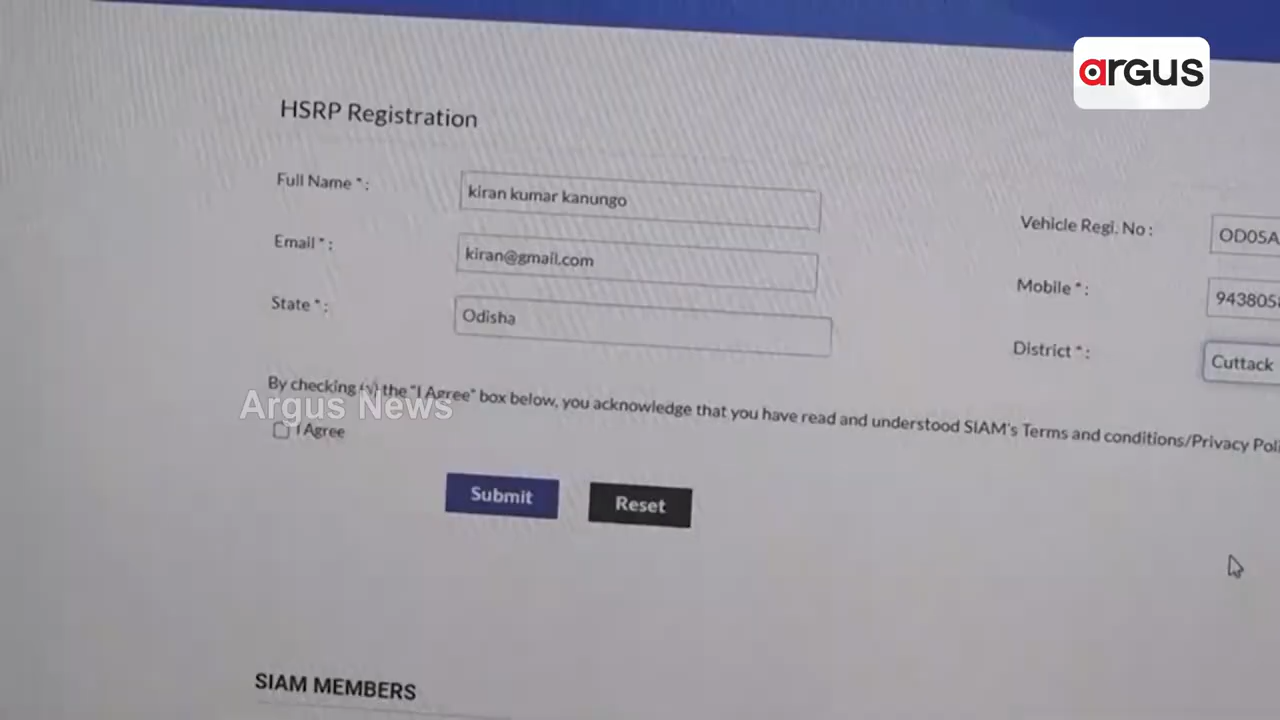 argus
HSRP Registration
Full Name * : kiran kumar kanungo
Vehicle Regi. No : OD05A
Email * : kiran@gmail.com
Mobile * : 943805
State * : Odisha
District * : Cuttack
By checking (√) the "I Agree" box below, you acknowledge that you have read and understood SIAM's Terms and conditions/Privacy Poli
Argus News
I Agree
Submit Reset
SIAM MEMBERS